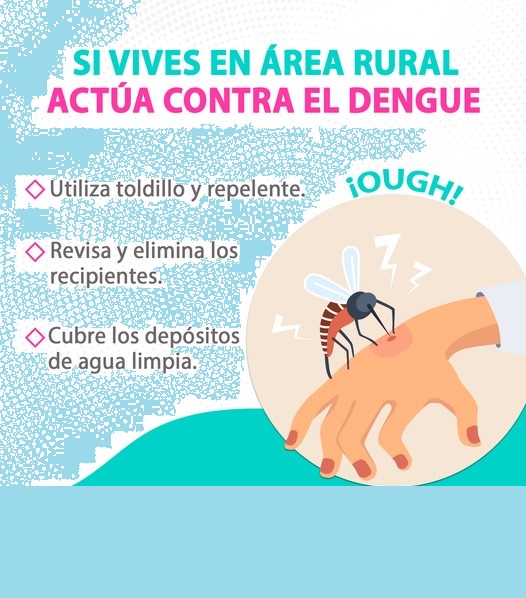 SI VIVES EN ÁREA RURAL
ACTÚA CONTRA EL DENGUE
Utiliza toldillo y repelente.
¡OUGH!
Revisa y elimina los
recipientes.
Cubre los depósitos
de agua limpia.